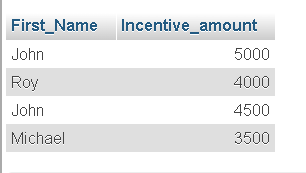 First_Name Incentive_amount
John 5000
Roy 4000
John 4500
Michael 3500